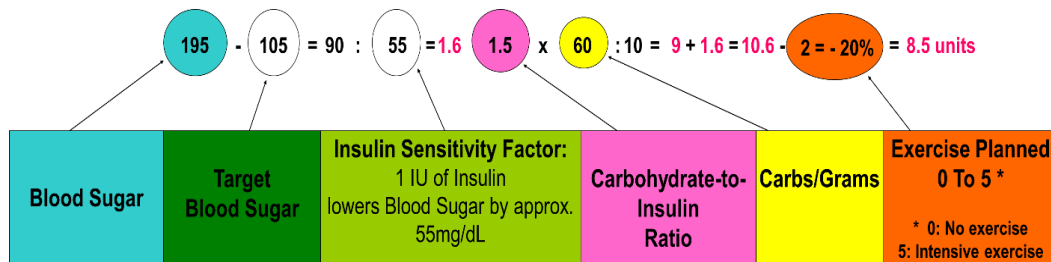 195 - 105 = 90 : 55 =1.6 1.5 x 60 : 10 = 9 + 1.6 = 10.6 - 2 = - 20% = 8.5 units
Blood Sugar
Target
Blood Sugar
Insulin Sensitivity Factor:
1 IU of Insulin
lowers Blood Sugar by approx.
55mg/dL
Carbohydrate-to-
Insulin
Ratio
Carbs/Grams
Exercise Planned
0 To 5 *
* 0: No exercise
5: Intensive exercise